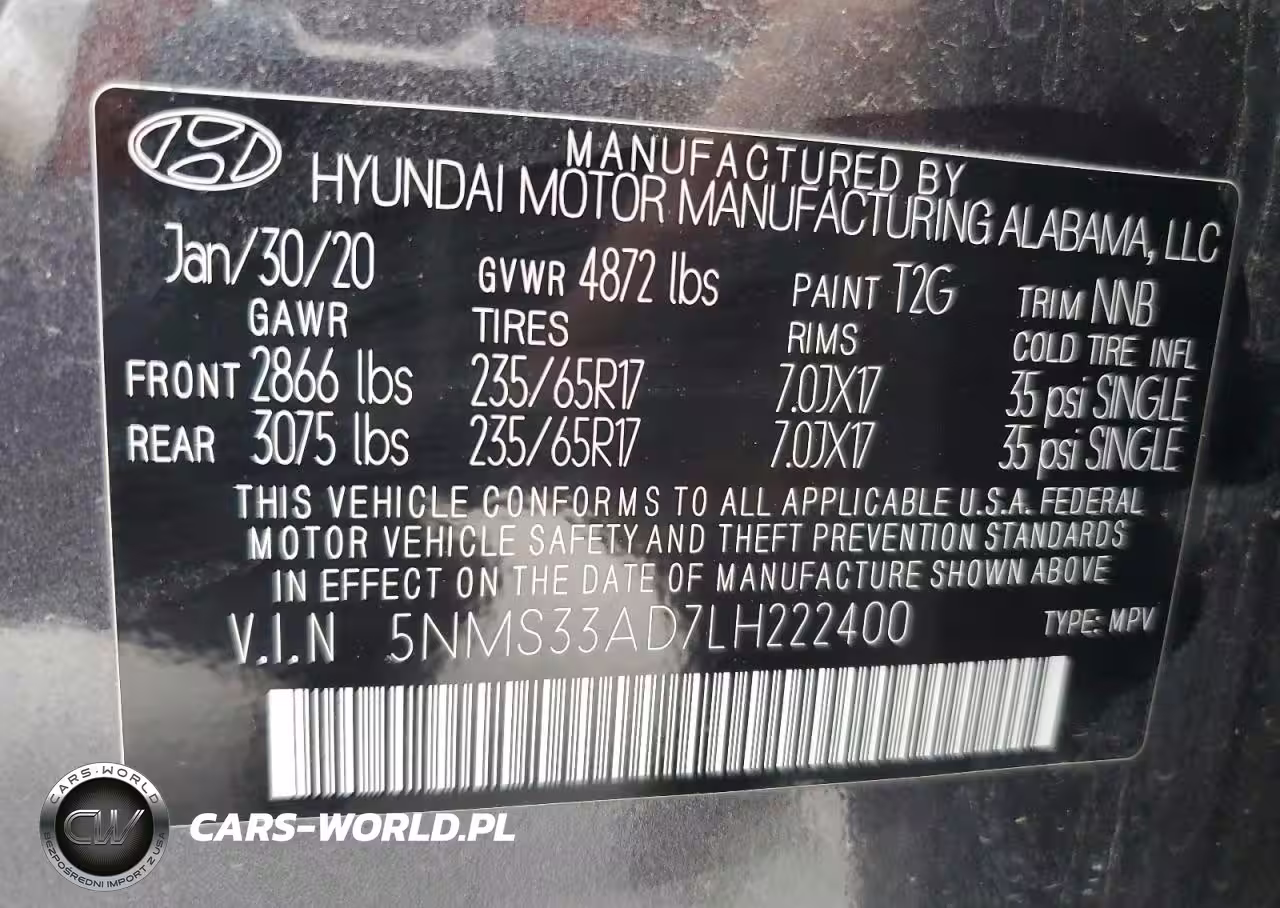 MANUFACTURED BY
HYUNDAI MOTOR MANUFACTURING ALABAMA, LLC
Jan/30/20 GVWR 4872 lbs PAINT T2G TRIM NNB
GAWR TIRES RIMS COLD TIRE INFL
FRONT 2866 lbs 235/65R17 7.0JX17 35 psi SINGLE
REAR 3075 lbs 235/65R17 7.0JX17 35 psi SINGLE
THIS VEHICLE CONFORMS TO ALL APPLICABLE U.S.A. FEDERAL
MOTOR VEHICLE SAFETY AND THEFT PREVENTION STANDARDS
IN EFFECT ON THE DATE OF MANUFACTURE SHOWN ABOVE
V.I.N 5NMS33AD7LH222400 TYPE: MPV
CARS-WORLD
CW
BEZPOŚREDNI IMPORT Z USA
CARS-WORLD.PL